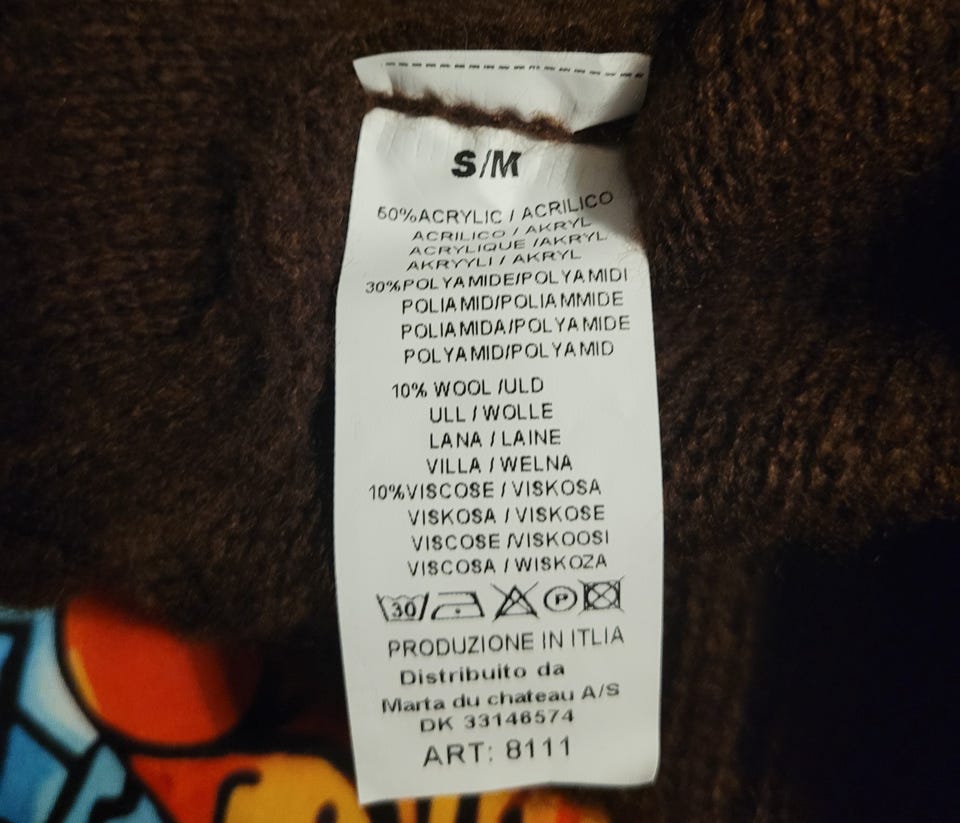 S/M
50%ACRYLIC / ACRILICO
ACRILICO / AKRYL
ACRYLIQUE /AKRYL
AKRYYLI / AKRYL
30%POLYAMIDE/POLYAMIDI
POLIAMID/POLIAMMIDE
POLIAMIDA/POLYAMIDE
POLYAMID/POLYAMID
10% WOOL /ULD
ULL / WOLLE
LANA / LAINE
VILLA / WELNA
10%VISCOSE / VISKOSA
VISKOSA / VISKOSE
VISCOSE /VISKOOSI
VISCOSA / WISKOZA
30 P
PRODUZIONE IN ITLIA
Distribuito da
Marta du chateau A/S
DK 33146574
ART: 8111